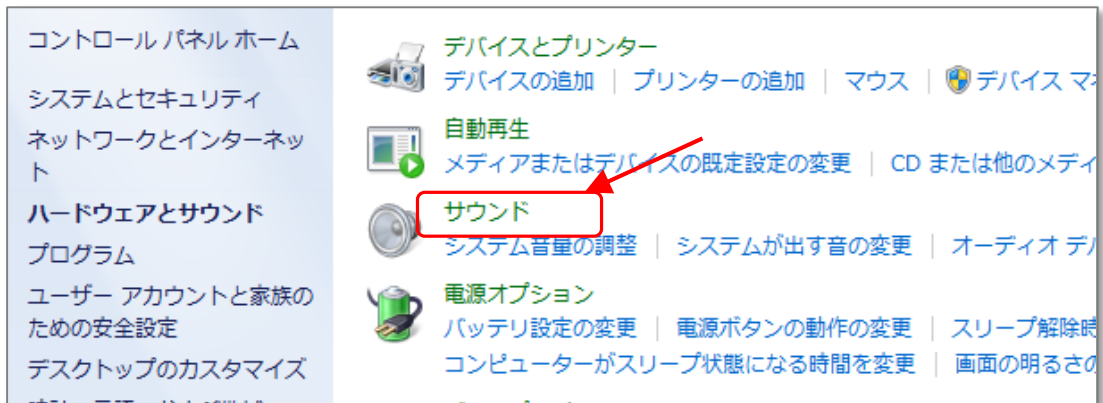 コントロール パネル ホーム
システムとセキュリティ
ネットワークとインターネッ
ト
ハードウェアとサウンド
プログラム
ユーザー アカウントと家族の
ための安全設定
デスクトップのカスタマイズ
デバイスとプリンター
デバイスの追加 | プリンターの追加 | マウス | デバイス マ
自動再生
メディアまたはデバイスの既定設定の変更 | CD または他のメディ
サウンド
システム音量の調整 | システムが出す音の変更 | オーディオ デ
電源オプション
バッテリ設定の変更 | 電源ボタンの動作の変更 | スリープ解除時
コンピューターがスリープ状態になる時間を変更 | 画面の明るさの